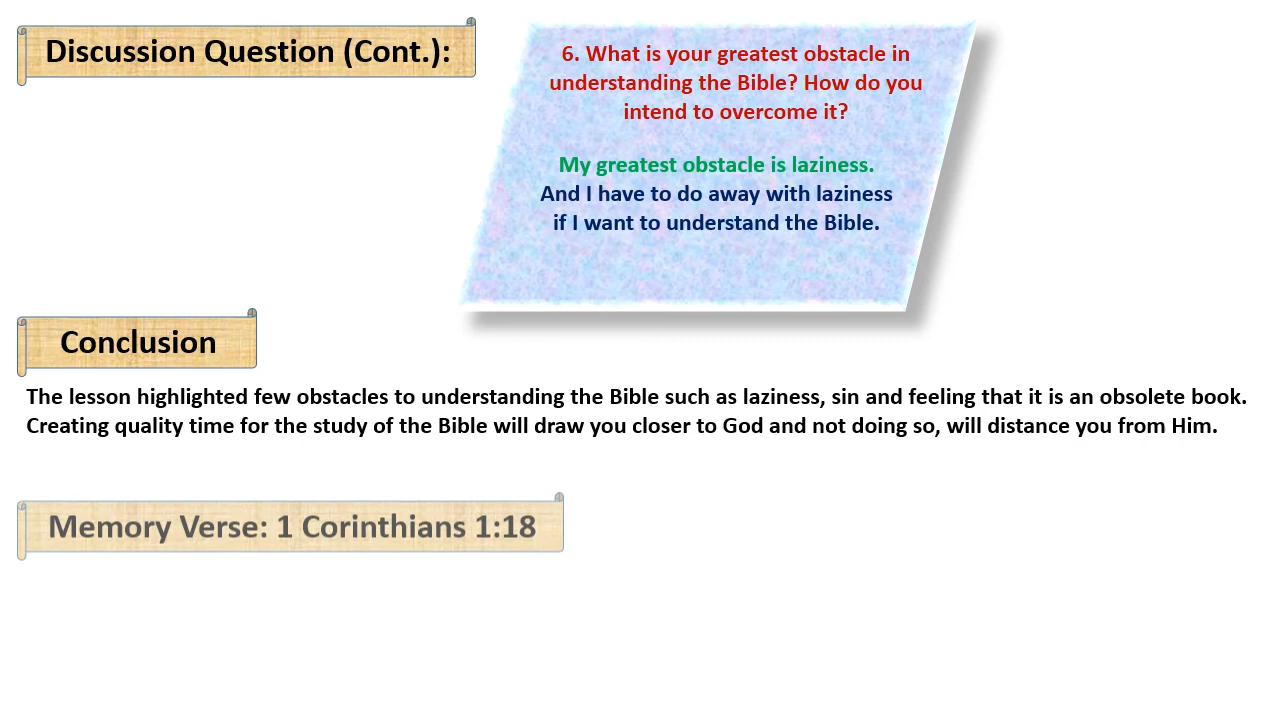 Discussion Question (Cont.):
6. What is your greatest obstacle in
understanding the Bible? How do you
intend to overcome it?
My greatest obstacle is laziness.
And I have to do away with laziness
if I want to understand the Bible.
Conclusion
The lesson highlighted few obstacles to understanding the Bible such as laziness, sin and feeling that it is an obsolete book.
Creating quality time for the study of the Bible will draw you closer to God and not doing so, will distance you from Him.
Memory Verse: 1 Corinthians 1:18